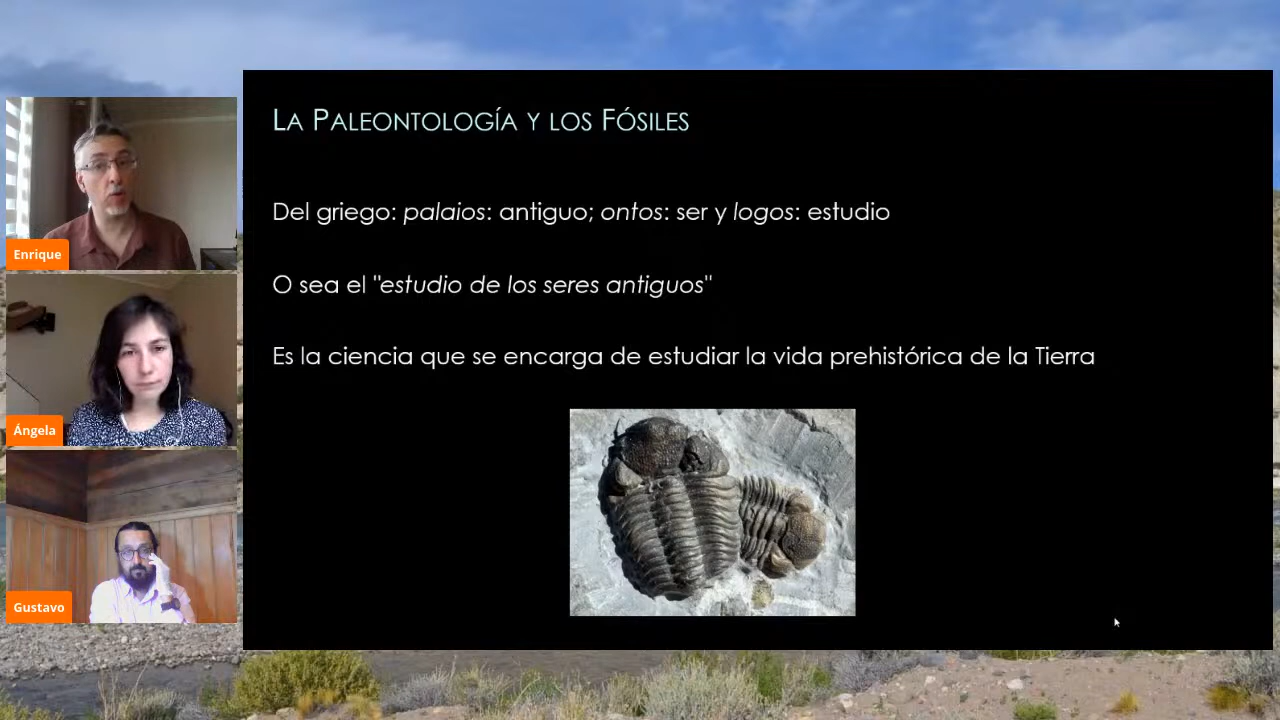 LA PALEONTOLOGÍA Y LOS FÓSILES
Del griego: palaios: antiguo; ontos: ser y logos: estudio
O sea el "estudio de los seres antiguos"
Es la ciencia que se encarga de estudiar la vida prehistórica de la Tierra
Enrique
Ángela
Gustavo